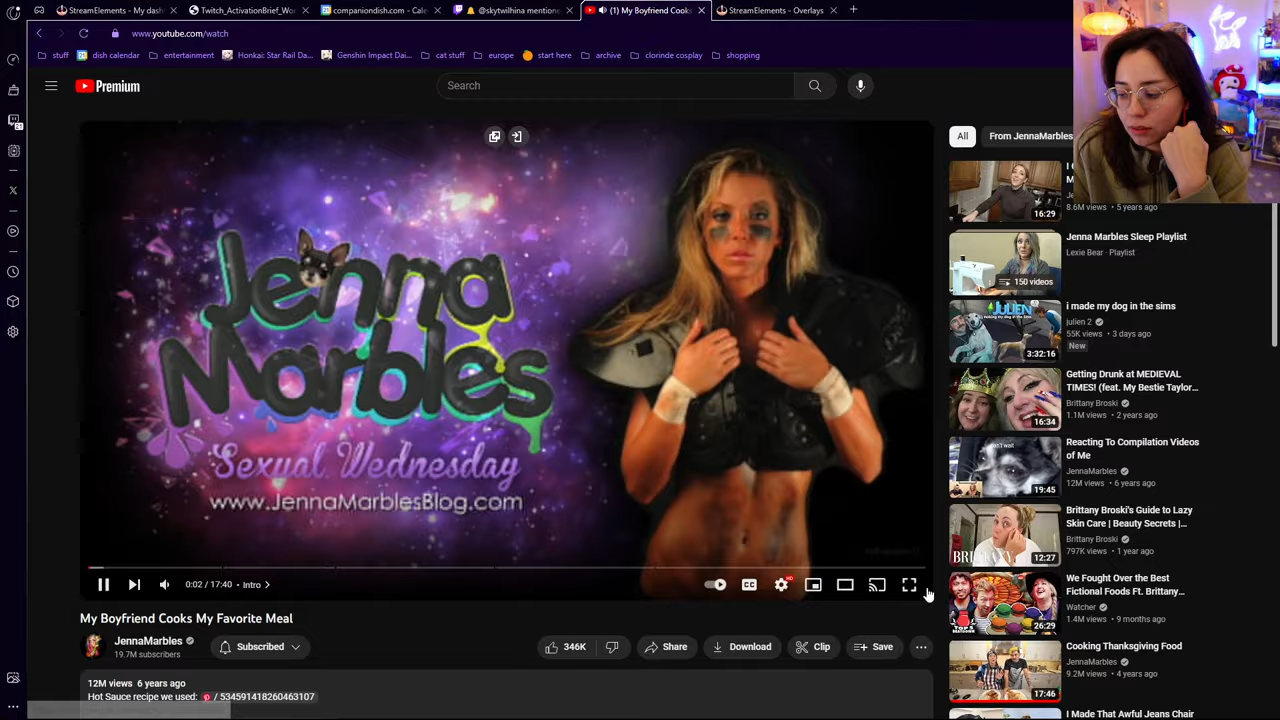 StreamElements - My dash
Twitch_ActivationBrief_Wo
companiondish.com - Cale
@skytwilhina mentione
(1) My Boyfriend Cooks
StreamElements - Overlays
www.youtube.com/watch
stuff
dish calendar
entertainment
Honkai: Star Rail Da...
Genshin Impact Dai...
cat stuff
europe
start here
archive
clorinde cosplay
shopping
Premium
Search
21
Jenna
Marbles
Sexual Wednesday
www.JennaMarblesBlog.com
0:02 / 17:40 • Intro
CC
HD
My Boyfriend Cooks My Favorite Meal
JennaMarbles
19.7M subscribers
Subscribed
346K
Share
Download
Clip
Save
12M views 6 years ago
Hot Sauce recipe we used: / 534591418260463107
All
From JennaMarbles
16:29
8.6M views • 5 years ago
Jenna Marbles Sleep Playlist
Lexie Bear • Playlist
150 videos
i made my dog in the sims
julien 2
55K views • 3 days ago
New
JULIEN
3:32:16
Getting Drunk at MEDIEVAL
TIMES! (feat. My Bestie Taylor...
Brittany Broski
1.1M views • 2 years ago
16:34
Reacting To Compilation Videos
of Me
JennaMarbles
12M views • 6 years ago
19:45
Brittany Broski's Guide to Lazy
Skin Care | Beauty Secrets |...
Brittany Broski
797K views • 1 year ago
12:27
We Fought Over the Best
Fictional Foods Ft. Brittany...
Watcher
1.4M views • 9 months ago
TOP 5
26:29
Cooking Thanksgiving Food
JennaMarbles
9.2M views • 4 years ago
17:46
I Made That Awful Jeans Chair